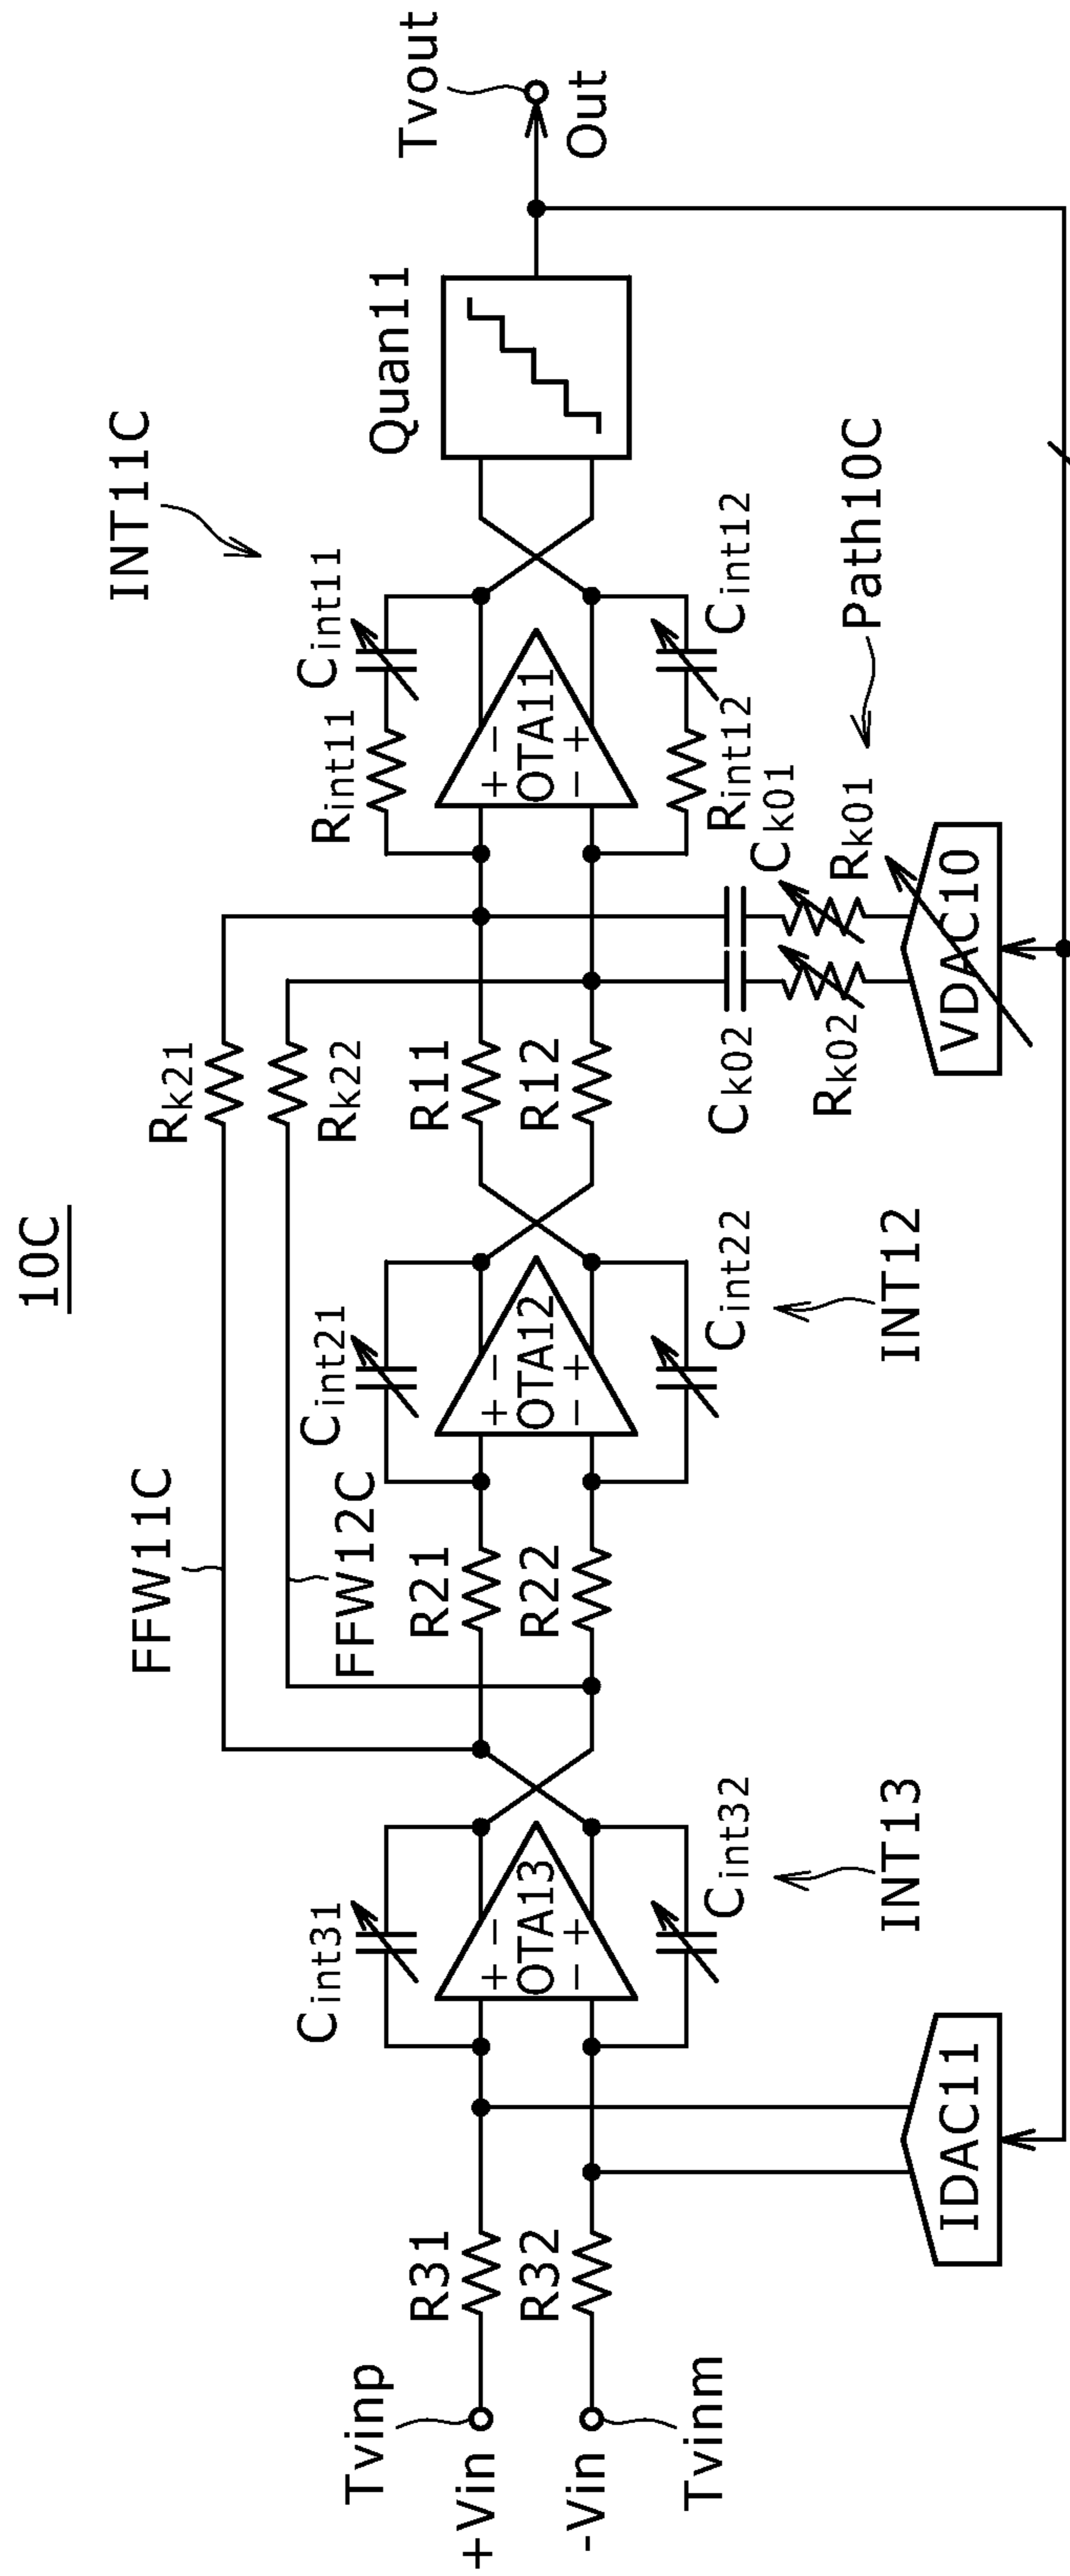 10C
FFW11C
FFW12C
Rk21
Rk22
INT11C
Tvinp
+Vin
-Vin
Tvinm
R31
R32
Cint31
+ -
OTA13
- +
Cint32
INT13
R21
R22
Cint21
+ -
OTA12
- +
Cint22
INT12
R11
R12
Rint11
Cint11
+ -
OTA11
- +
Rint12
Cint12
Quan11
Tvout
Out
Ck02
Ck01
Rk02
Rk01
Path10C
IDAC11
VDAC10